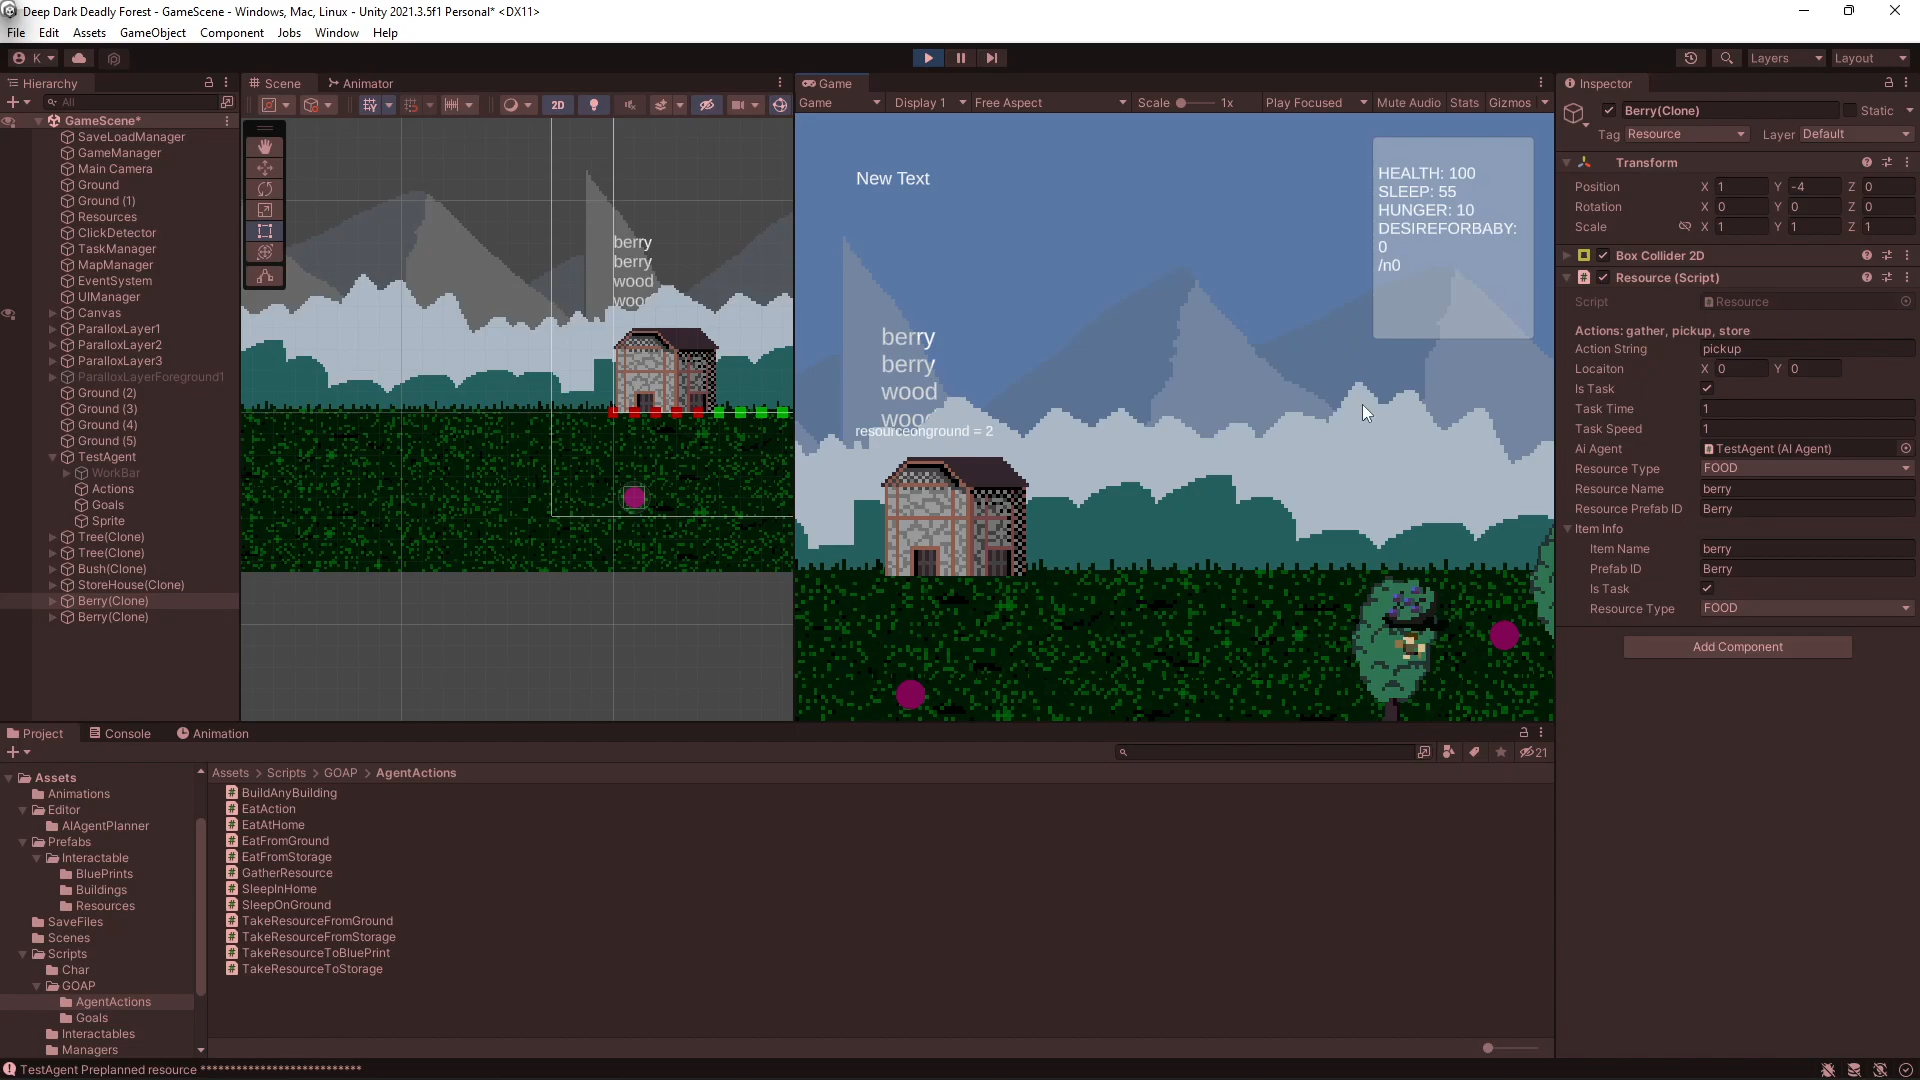 Deep Dark Deadly Forest - GameScene - Windows, Mac, Linux - Unity 2021.3.5f1 Personal* <DX11>
File Edit Assets GameObject Component Jobs Window Help
K Layers Layout
Hierarchy
All
GameScene*
SaveLoadManager
GameManager
Main Camera
Ground
Ground (1)
Resources
ClickDetector
TaskManager
MapManager
EventSystem
UIManager
Canvas
ParalloxLayer1
ParalloxLayer2
ParalloxLayer3
ParalloxLayerForeground1
Ground (2)
Ground (3)
Ground (4)
Ground (5)
TestAgent
WorkBar
Actions
Goals
Sprite
Tree(Clone)
Tree(Clone)
Bush(Clone)
StoreHouse(Clone)
Berry(Clone)
Berry(Clone)
Scene Animator
2D
berry
berry
wood
wood
Game
Game Display 1 Free Aspect Scale 1x Play Focused Mute Audio Stats Gizmos
New Text
HEALTH: 100
SLEEP: 55
HUNGER: 10
DESIREFORBABY:
0
/n0
berry
berry
wood
wood
resourceonground = 2
Inspector
Berry(Clone) Static
Tag Resource Layer Default
Transform
Position X 1 Y -4 Z 0
Rotation X 0 Y 0 Z 0
Scale X 1 Y 1 Z 1
Box Collider 2D
# Resource (Script)
Script Resource
Actions: gather, pickup, store
Action String pickup
Locaiton X 0 Y 0
Is Task
Task Time 1
Task Speed 1
Ai Agent TestAgent (AI Agent)
Resource Type FOOD
Resource Name berry
Resource Prefab ID Berry
Item Info
Item Name berry
Prefab ID Berry
Is Task
Resource Type FOOD
Add Component
Project Console Animation
21
Assets
Animations
Editor
AIAgentPlanner
Prefabs
Interactable
BluePrints
Buildings
Resources
SaveFiles
Scenes
Scripts
Char
GOAP
AgentActions
Goals
Interactables
Managers
Assets > Scripts > GOAP > AgentActions
# BuildAnyBuilding
# EatAction
# EatAtHome
# EatFromGround
# EatFromStorage
# GatherResource
# SleepInHome
# SleepOnGround
# TakeResourceFromGround
# TakeResourceFromStorage
# TakeResourceToBluePrint
# TakeResourceToStorage
TestAgent Preplanned resource ***************************